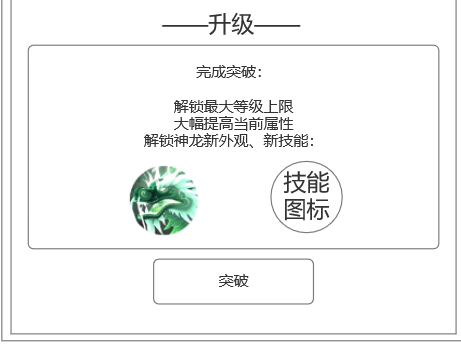 ——升级——
完成突破：
解锁最大等级上限
大幅提高当前属性
解锁神龙新外观、新技能：
技能
图标
突破